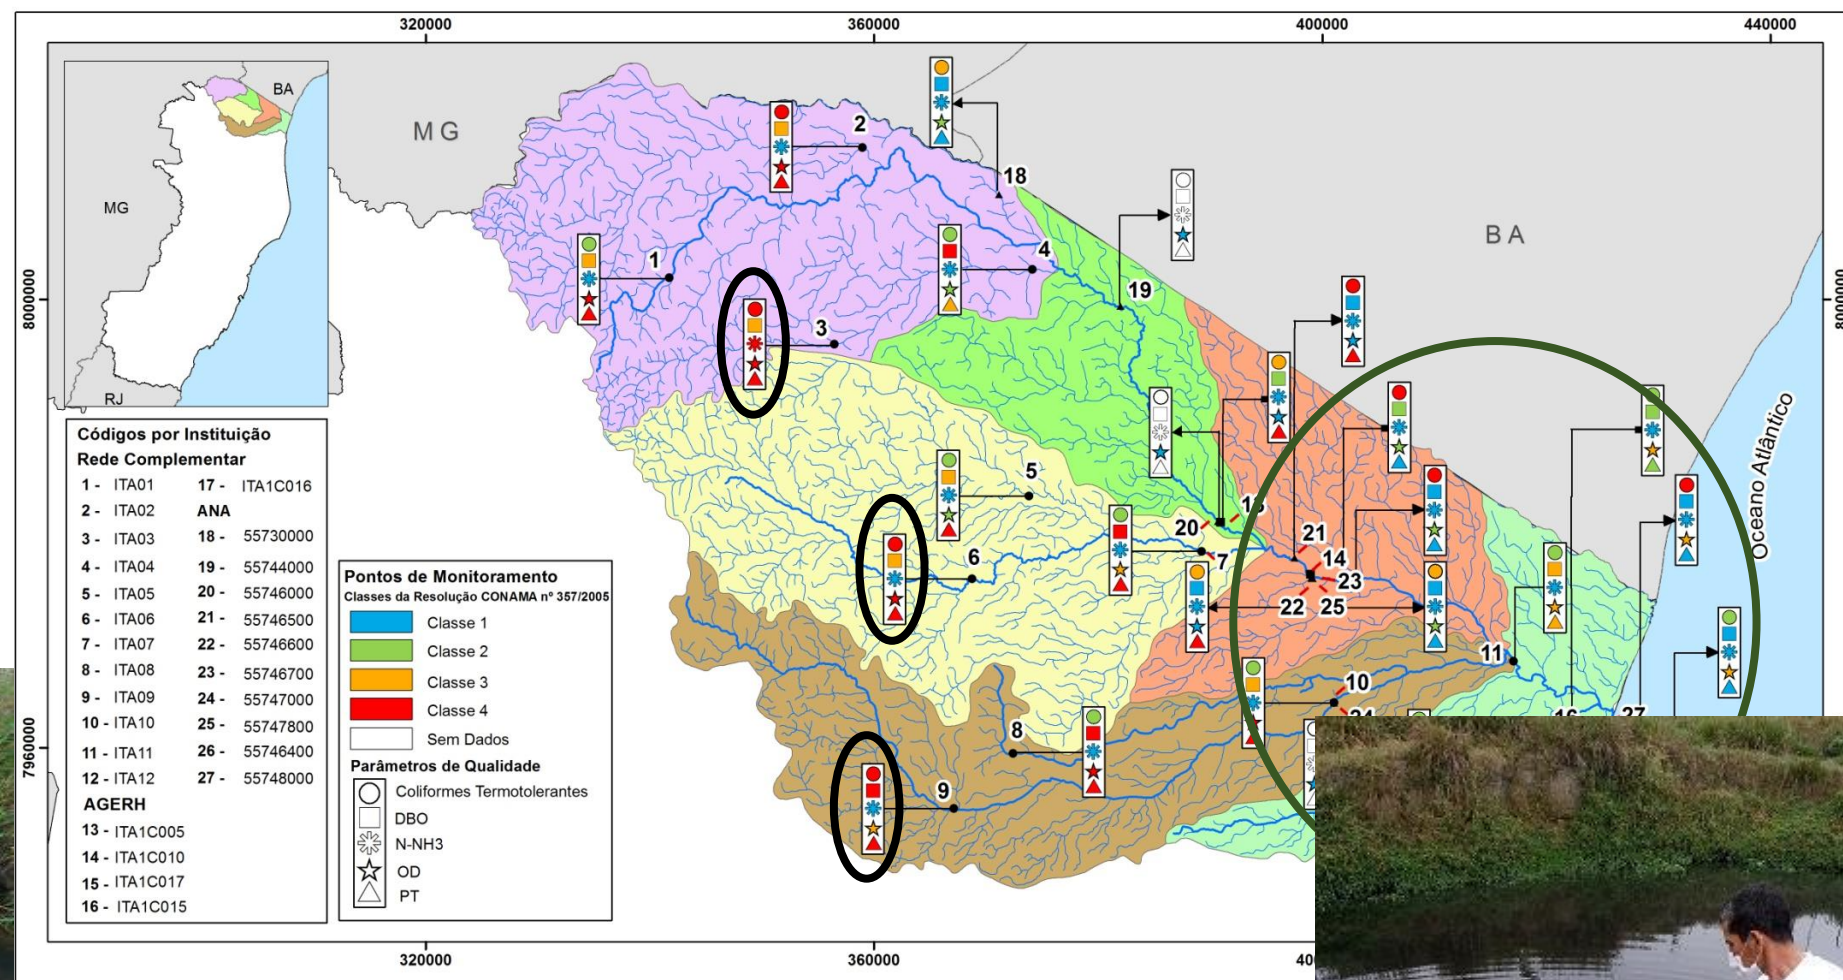 320000
360000
400000
440000
BA
MG
RJ
MG
BA
Oceano Atlântico
8000000
7960000
2
18
1
4
19
3
5
6
20
7
21
14
23
22
25
11
10
8
9
27
Códigos por Instituição
Rede Complementar
1 - ITA01
2 - ITA02
3 - ITA03
4 - ITA04
5 - ITA05
6 - ITA06
7 - ITA07
8 - ITA08
9 - ITA09
10 - ITA10
11 - ITA11
12 - ITA12
AGERH
13 - ITA1C005
14 - ITA1C010
15 - ITA1C017
16 - ITA1C015
17 - ITA1C016
ANA
18 - 55730000
19 - 55744000
20 - 55746000
21 - 55746500
22 - 55746600
23 - 55746700
24 - 55747000
25 - 55747800
26 - 55746400
27 - 55748000
Pontos de Monitoramento
Classes da Resolução CONAMA nº 357/2005
Classe 1
Classe 2
Classe 3
Classe 4
Sem Dados
Parâmetros de Qualidade
Coliformes Termotolerantes
DBO
N-NH3
OD
PT
320000
360000